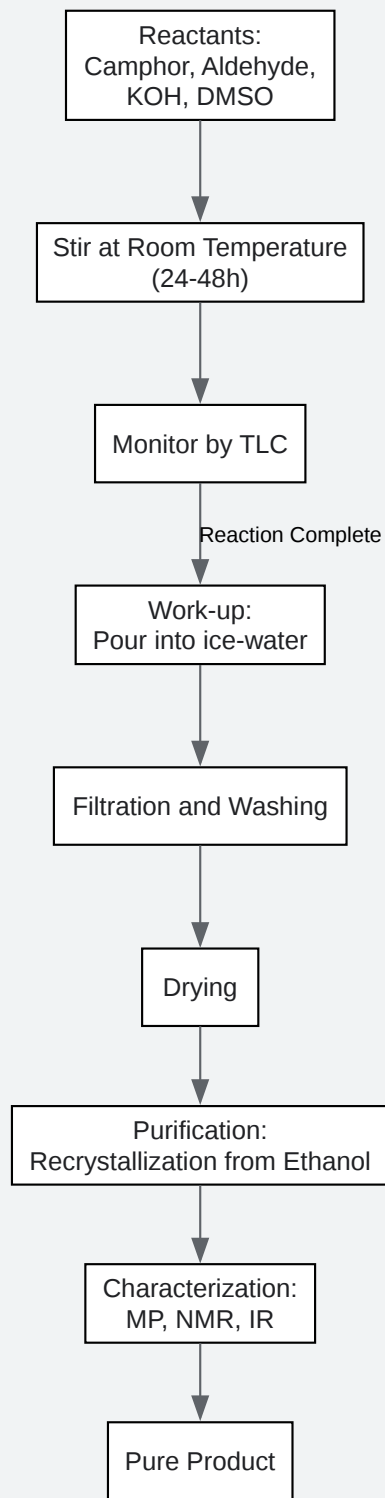 Reactants:
Camphor, Aldehyde,
KOH, DMSO
Stir at Room Temperature
(24-48h)
Monitor by TLC
Reaction Complete
Work-up:
Pour into ice-water
Filtration and Washing
Drying
Purification:
Recrystallization from Ethanol
Characterization:
MP, NMR, IR
Pure Product